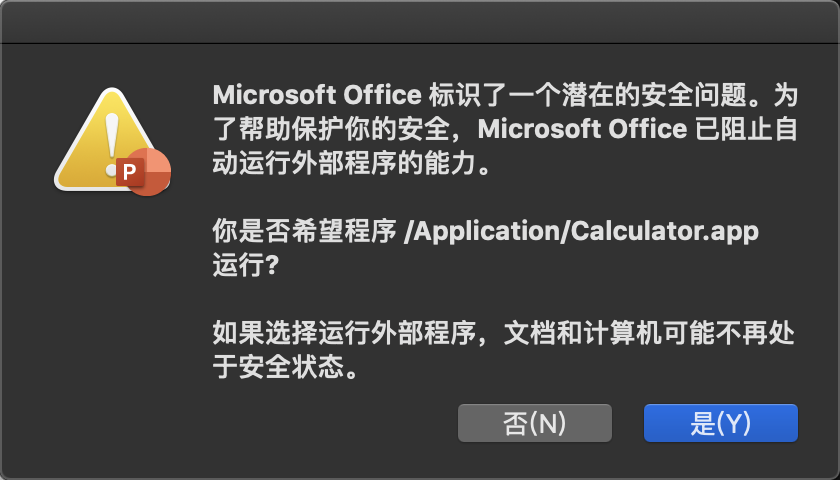 Microsoft Office 标识了一个潜在的安全问题。为
了帮助保护你的安全，Microsoft Office 已阻止自
动运行外部程序的能力。
你是否希望程序 /Application/Calculator.app
运行?
如果选择运行外部程序，文档和计算机可能不再处
于安全状态。
P
否(N)
是(Y)